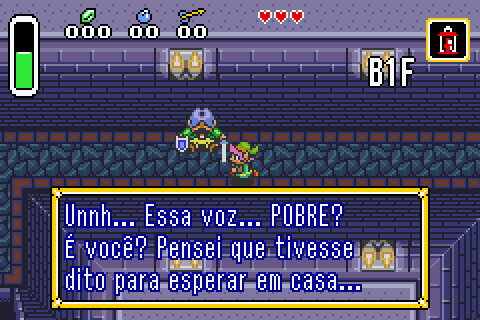 000 00 00
B1F
Unnh... Essa voz... POBRE?
É você? Pensei que tivesse
dito para esperar em casa...